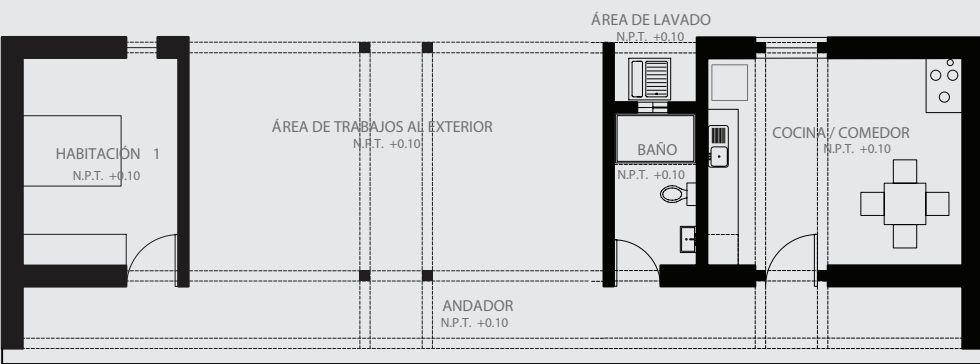 ÁREA DE LAVADO
N.P.T. +0.10
HABITACIÓN 1
N.P.T. +0.10
ÁREA DE TRABAJOS AL EXTERIOR
N.P.T. +0.10
BAÑO
N.P.T. +0.10
COCINA / COMEDOR
N.P.T. +0.10
ANDADOR
N.P.T. +0.10